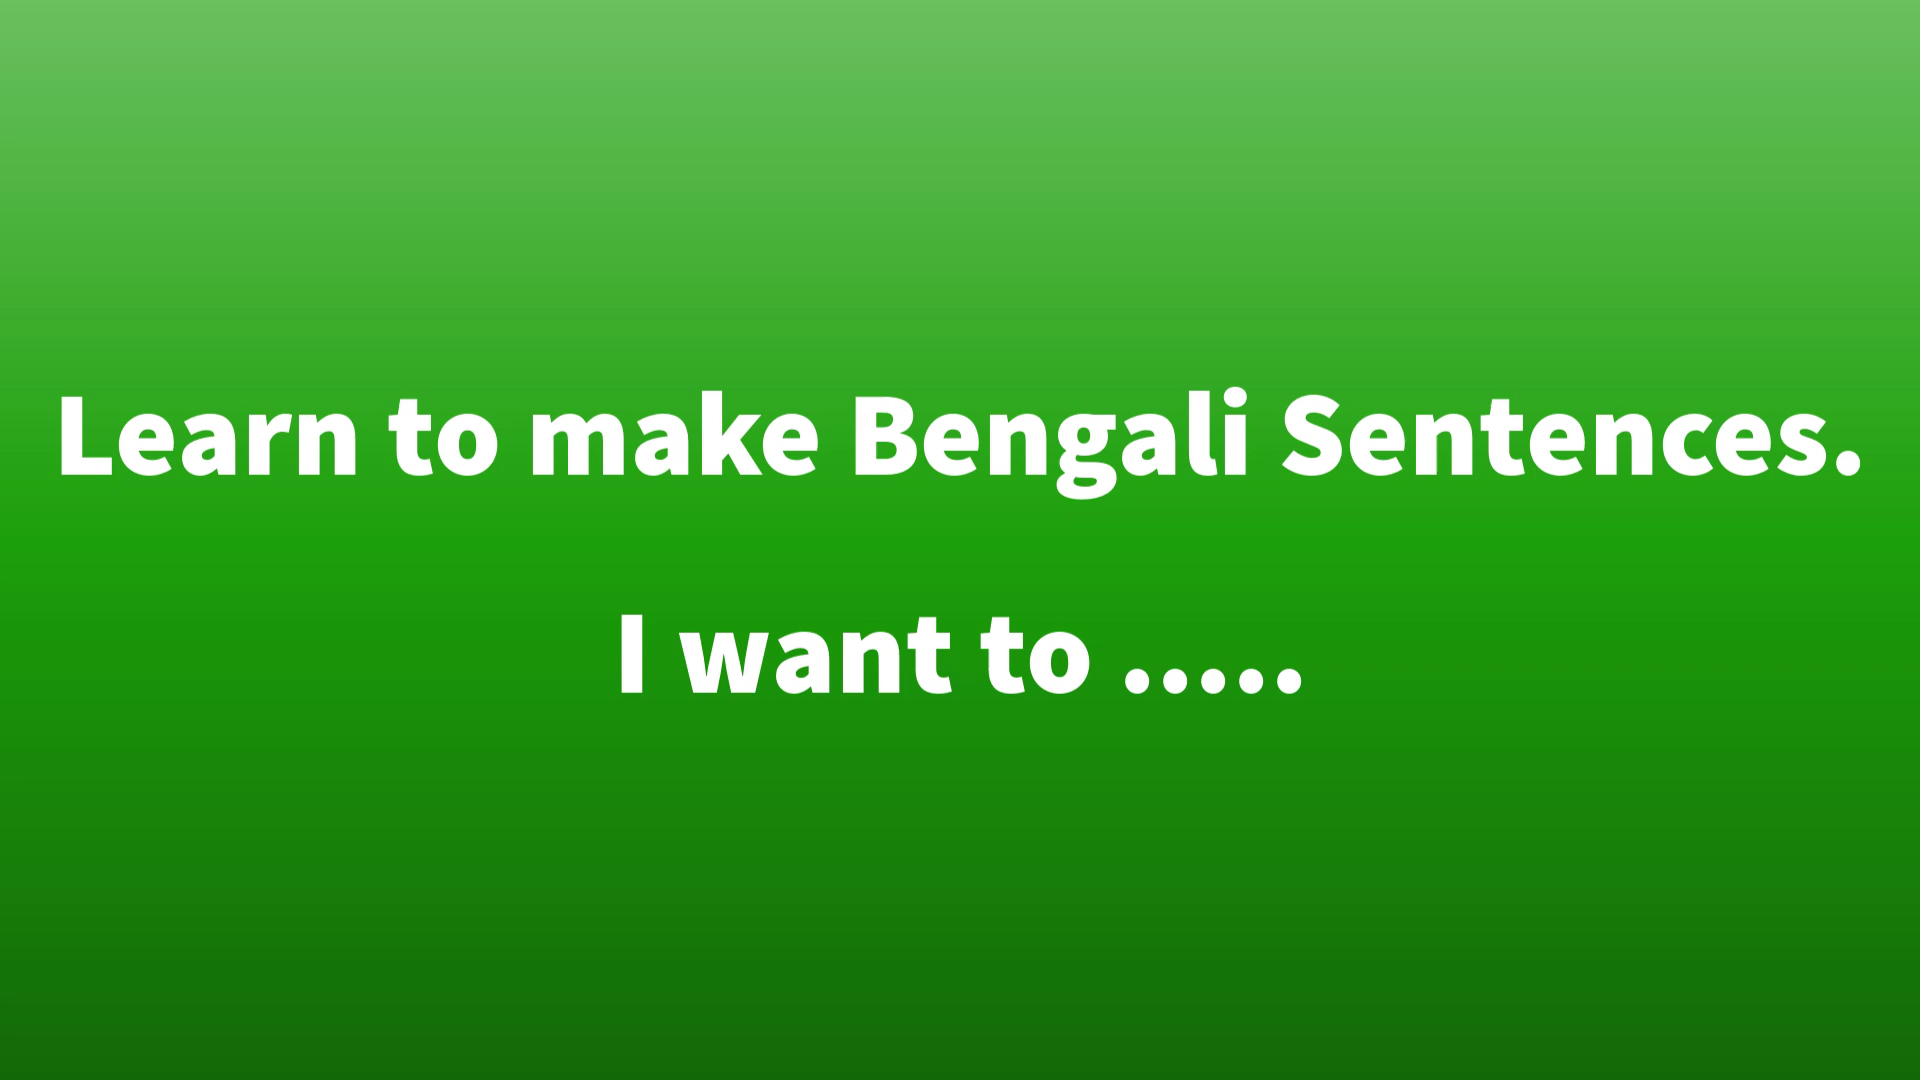 Learn to make Bengali Sentences.
I want to .....